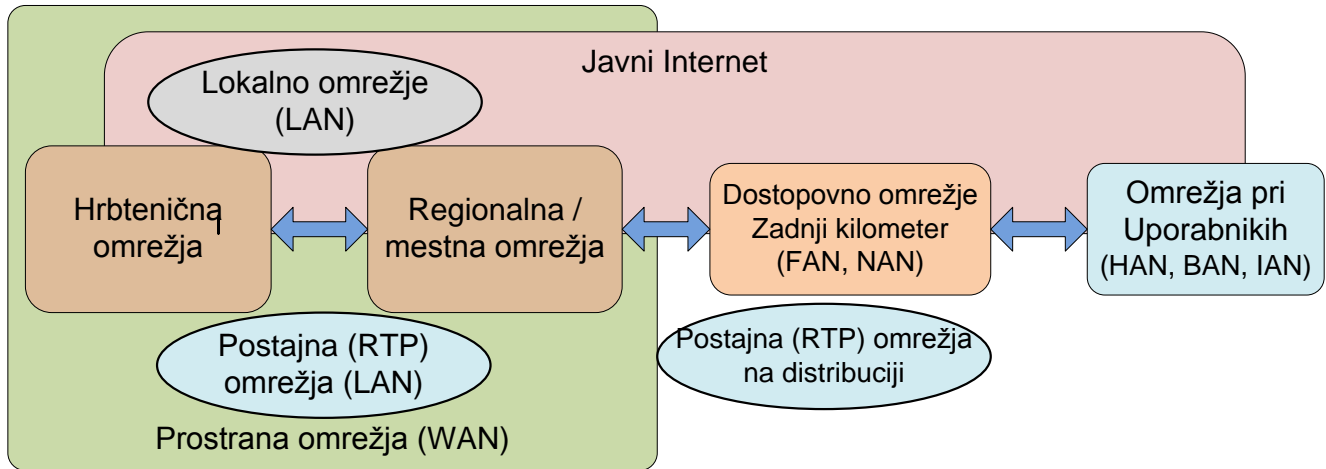 Javni Internet
Lokalno omrežje
(LAN)
Hrbtenična
omrežja
Regionalna /
mestna omrežja
Dostopovno omrežje
Zadnji kilometer
(FAN, NAN)
Omrežja pri
Uporabnikih
(HAN, BAN, IAN)
Postajna (RTP)
omrežja (LAN)
Postajna (RTP) omrežja
na distribuciji
Prostrana omrežja (WAN)